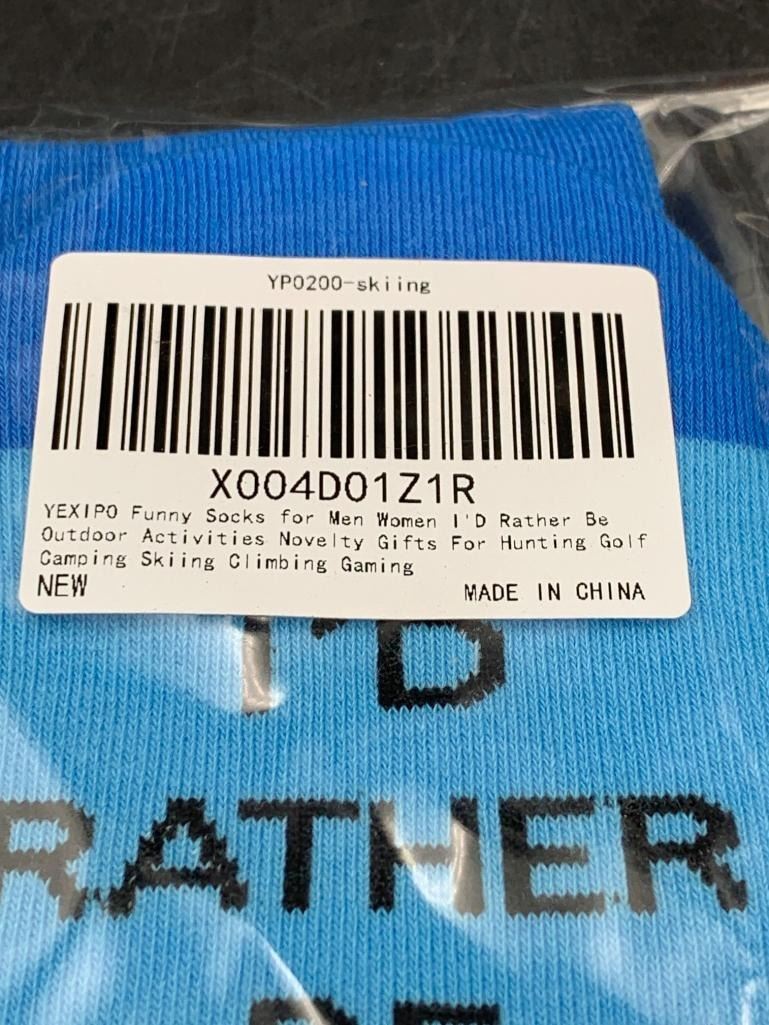 YP0200-skiing
X004D01Z1R
YEXIPO Funny Socks for Men Women I'D Rather Be
Outdoor Activities Novelty Gifts For Hunting Golf
Camping Skiing Climbing Gaming
NEW MADE IN CHINA
I'D
RATHER
BE